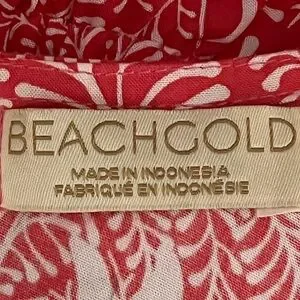 BEACHGOLD
MADE IN INDONESIA
FABRIQUÉ EN INDONÉSIE